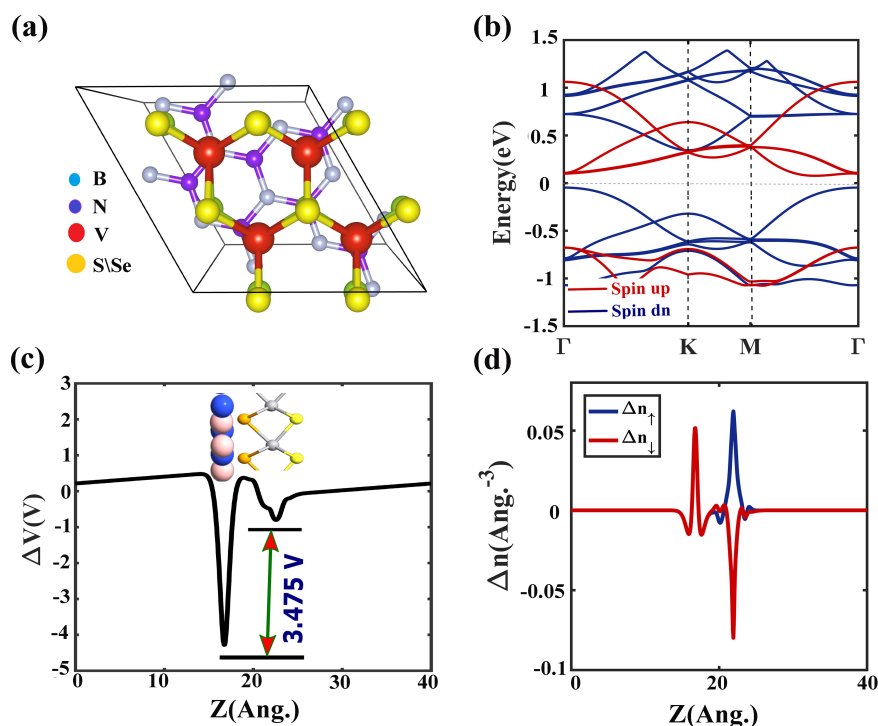 (a)
B
N
V
S\Se
(b)
1.5
1
0.5
0
-0.5
-1
-1.5
Energy(eV)
Spin up
Spin dn
Γ K M Γ
(c)
3
2
1
0
-1
-2
-3
-4
-5
ΔV(V)
3.475 V
0 10 20 30 40
Z(Ang.)
(d)
Δn↑
Δn↓
0.05
0
-0.05
-0.1
Δn(Ang.⁻³)
0 20 40
Z(Ang.)